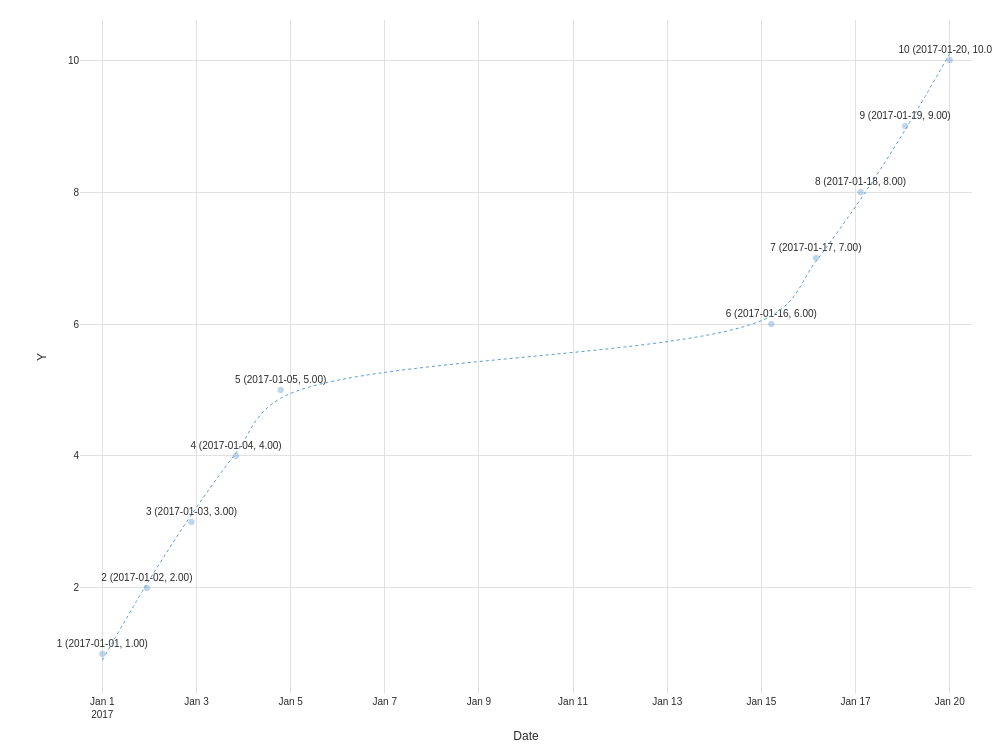 10 (2017-01-20, 10.0
10
9 (2017-01-19, 9.00)
8 (2017-01-18, 8.00)
8
7 (2017-01-17, 7.00)
6 (2017-01-16, 6.00)
6
Y
5 (2017-01-05, 5.00)
4 (2017-01-04, 4.00)
4
3 (2017-01-03, 3.00)
2 (2017-01-02, 2.00)
2
1 (2017-01-01, 1.00)
Jan 1 Jan 3 Jan 5 Jan 7 Jan 9 Jan 11 Jan 13 Jan 15 Jan 17 Jan 20
2017
Date